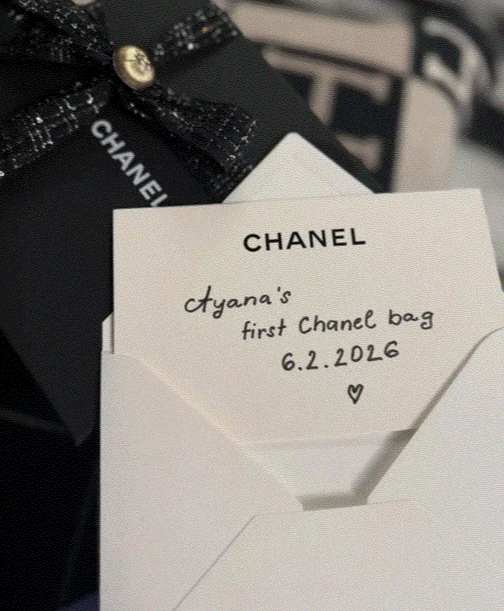 CHANEL
CHANEL
Ayana's
first Chanel bag
6.2.2026
♡